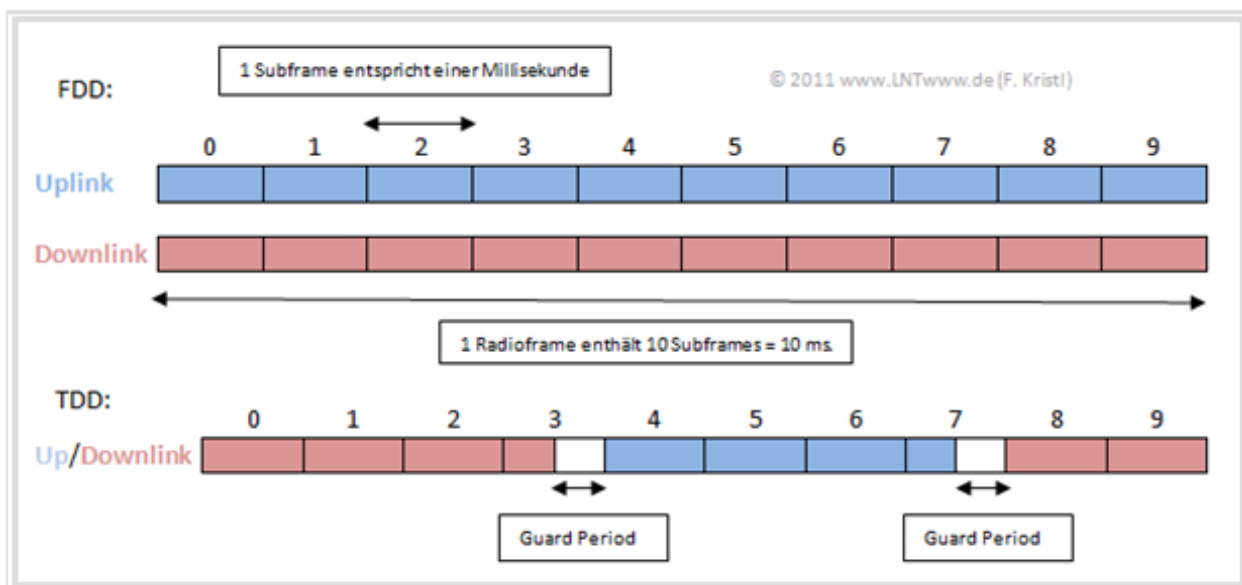 1 Subframe entspricht einer Millisekunde
© 2011 www.LNTwww.de (F. Kristl)
FDD:
0 1 2 3 4 5 6 7 8 9
Uplink
Downlink
1 Radioframe enthält 10 Subframes = 10 ms.
TDD:
0 1 2 3 4 5 6 7 8 9
Up/Downlink
Guard Period
Guard Period